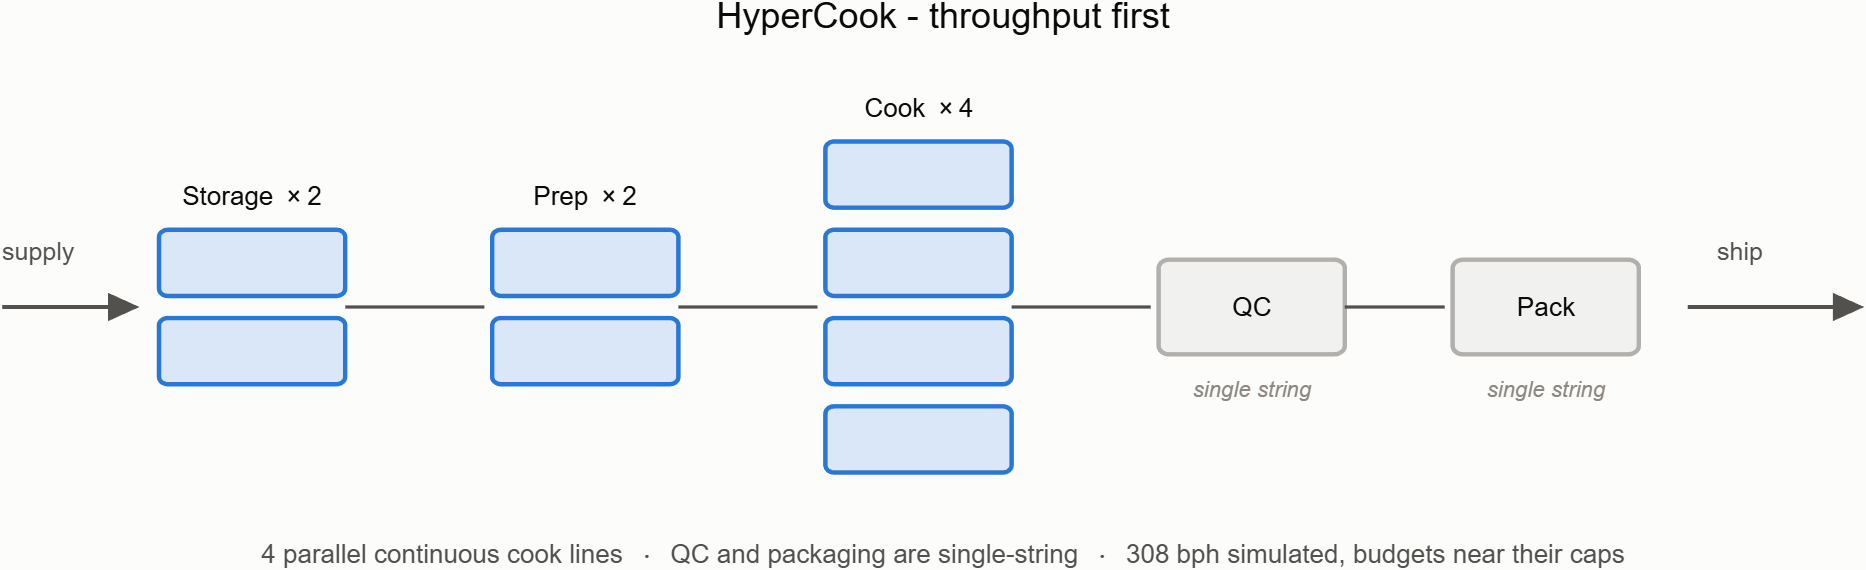 HyperCook - throughput first
Cook × 4
Storage × 2
Prep × 2
supply
ship
QC
Pack
single string
single string
4 parallel continuous cook lines · QC and packaging are single-string · 308 bph simulated, budgets near their caps